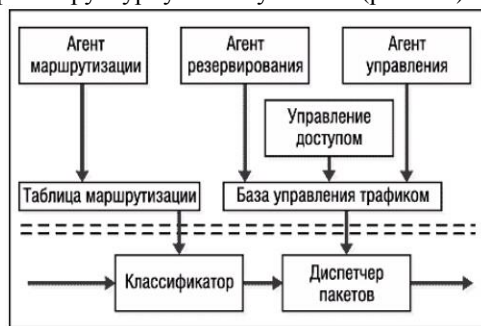 Агент
маршрутизации
Агент
резервирования
Агент
управления
Управление
доступом
Таблица маршрутизации
База управления трафиком
Классификатор
Диспетчер
пакетов